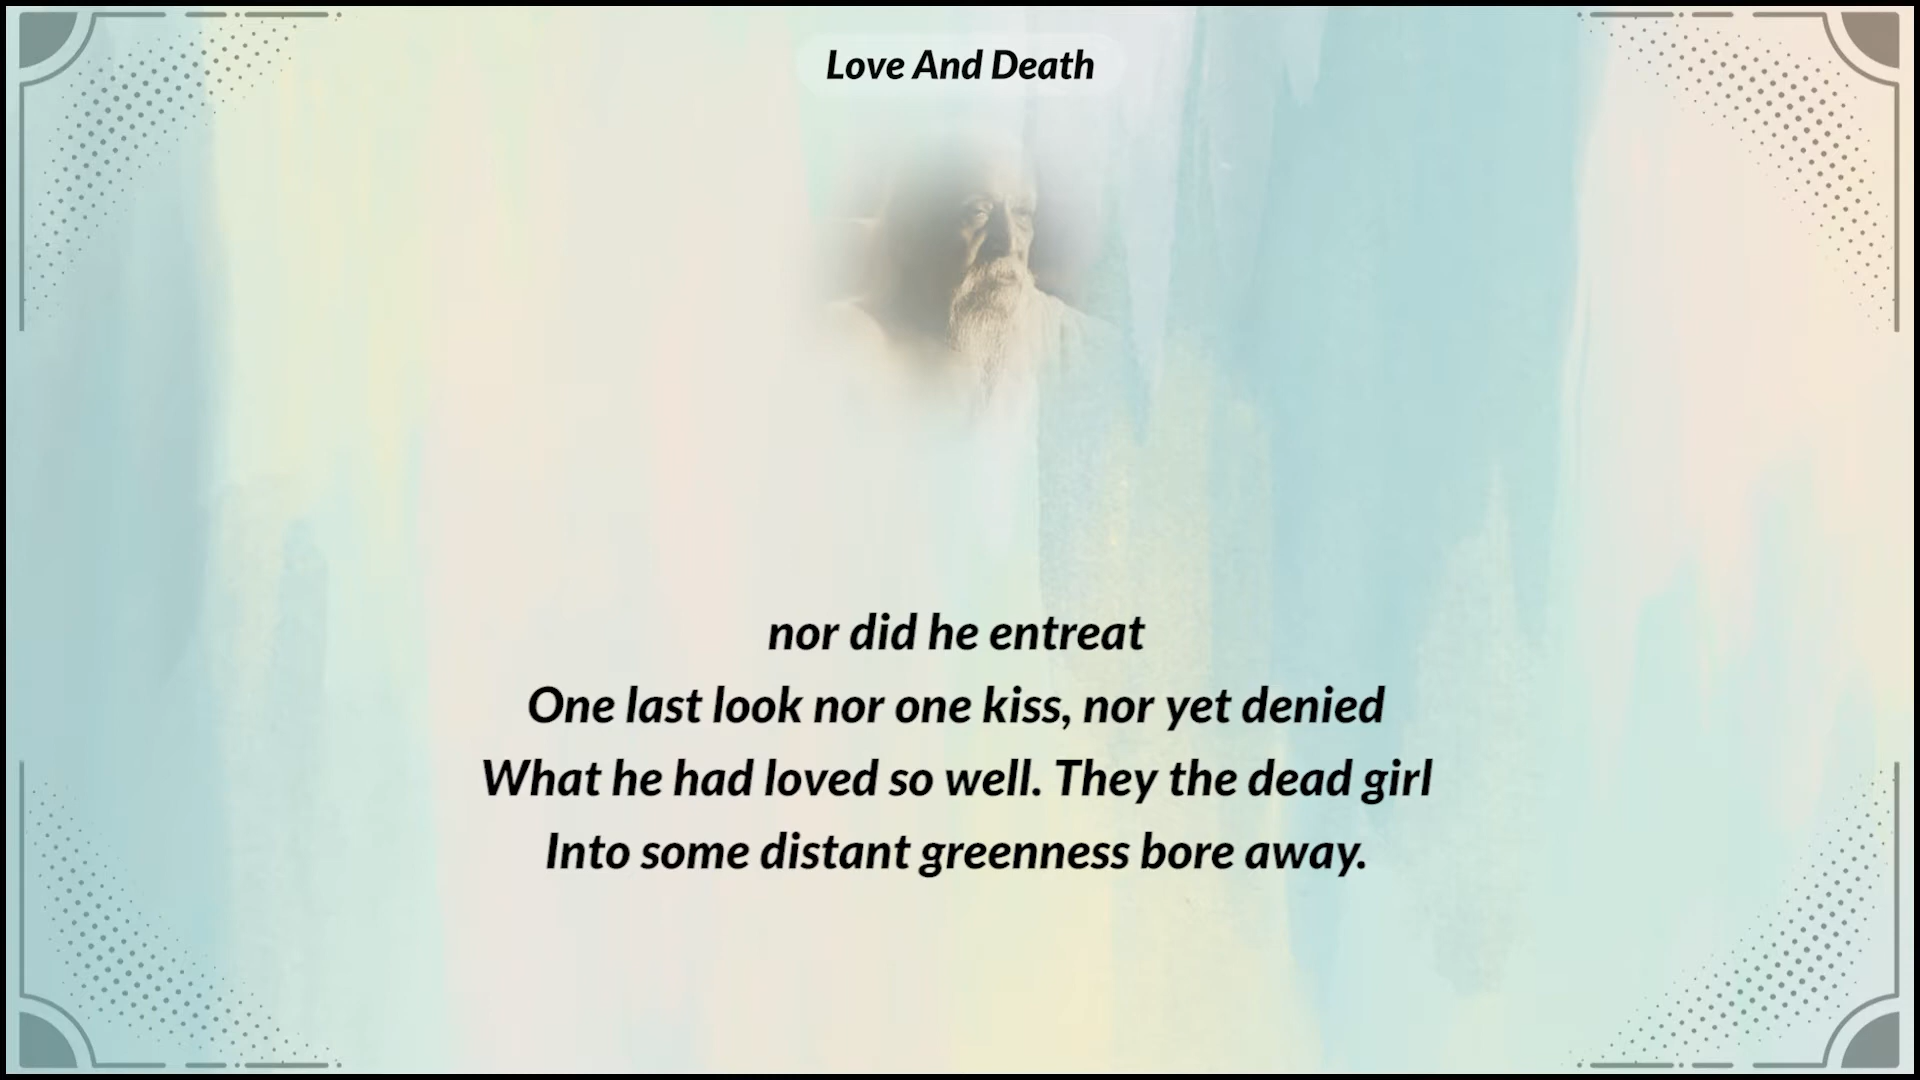 Love And Death
nor did he entreat
One last look nor one kiss, nor yet denied
What he had loved so well. They the dead girl
Into some distant greenness bore away.